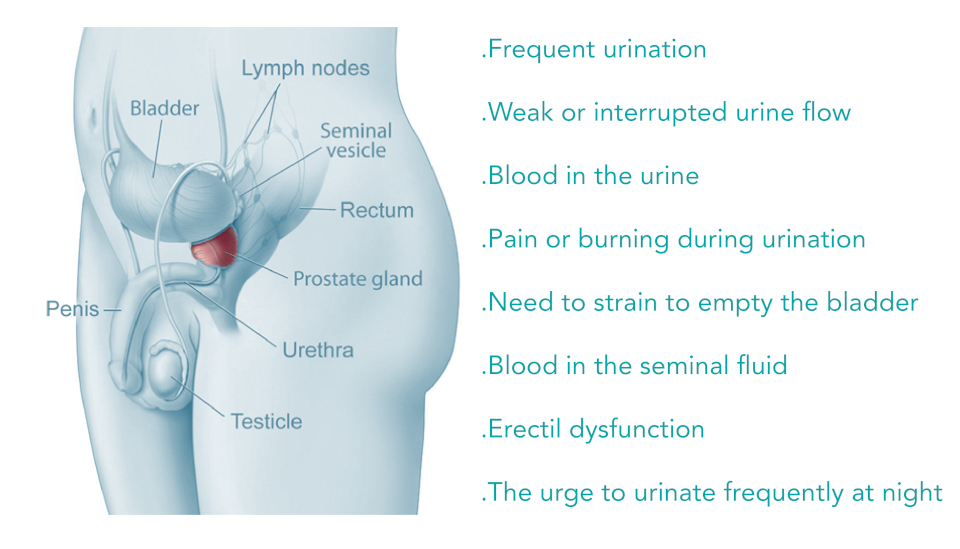 Lymph nodes
Bladder
Seminal
vesicle
Rectum
Prostate gland
Penis
Urethra
Testicle
.Frequent urination
.Weak or interrupted urine flow
.Blood in the urine
.Pain or burning during urination
.Need to strain to empty the bladder
.Blood in the seminal fluid
.Erectil dysfunction
.The urge to urinate frequently at night